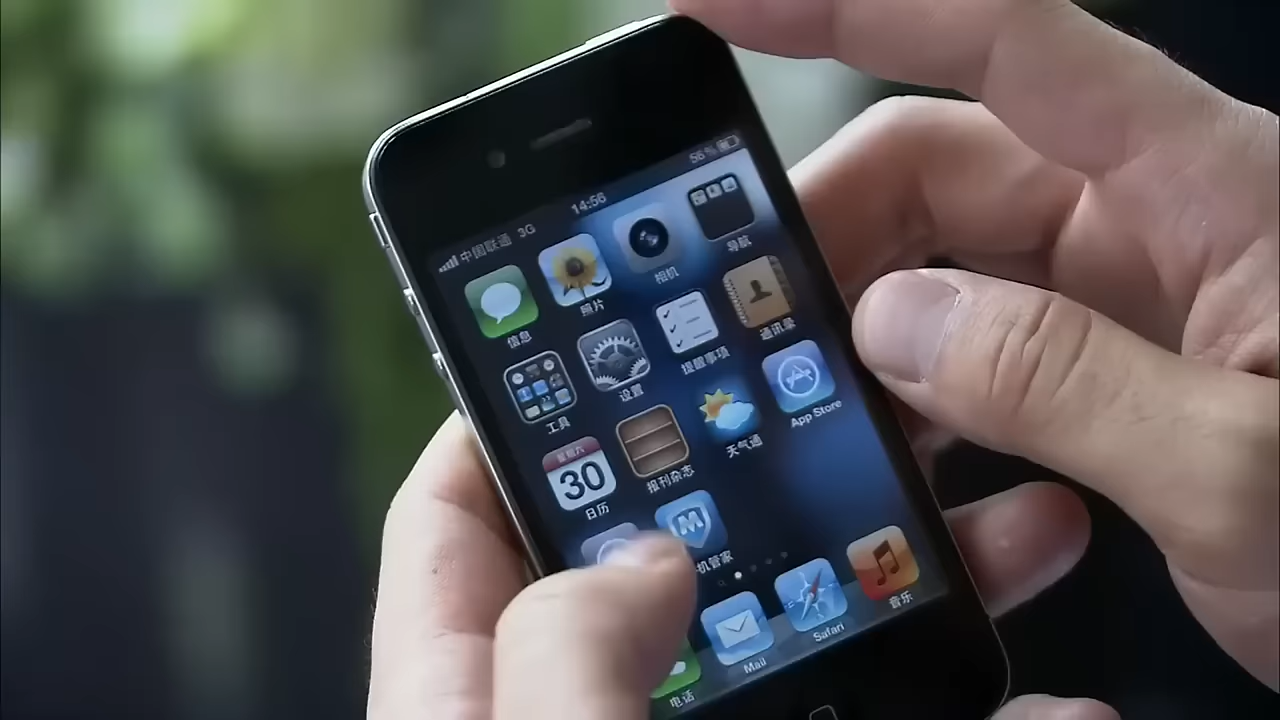 中国联通 3G 14:56 56%
信息 照片 相机 导航
工具 设置 提醒事项 通讯录
星期六
30
日历 报刊杂志 天气通 App Store
机管家
电话 Mail Safari 音乐